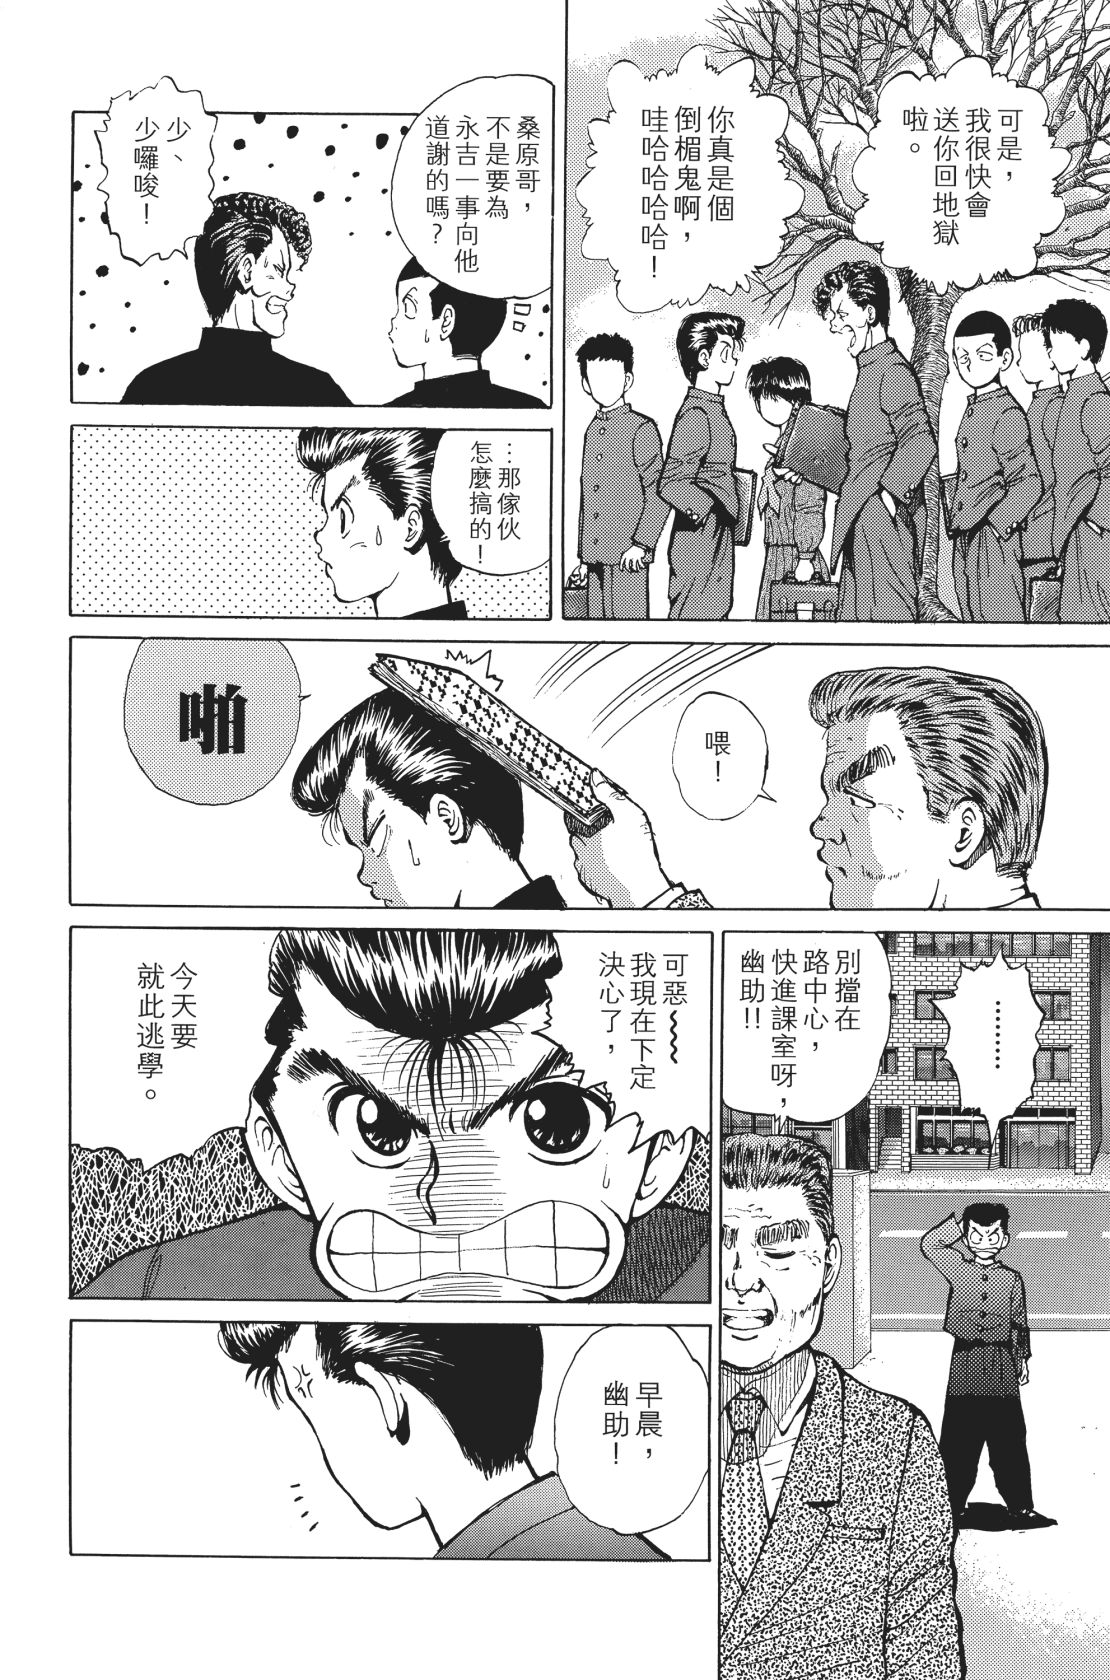 可是，
我很快會
送你回地獄
啦。
你真是個
倒楣鬼啊，
哇哈哈哈哈
哈哈哈！
桑原哥，
不是要為
永吉一事向他
道謝的嗎？
少、
少囉唆！
…那傢伙
怎麼搞的！
喂！
啪
………
別擋在
路中心，
快進課室呀，
幽助!!
可惡~~
我現在下定
決心了，
今天要
就此逃學。
早晨，
幽助！